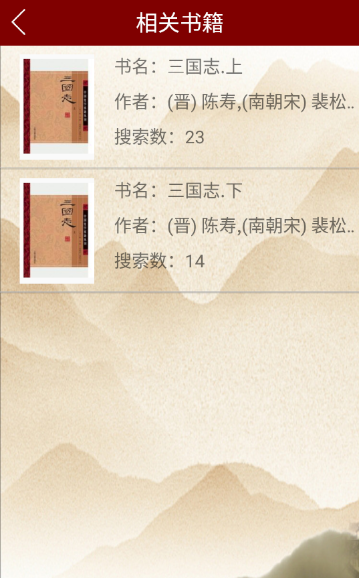 相关书籍
三国志
书名：三国志.上
作者：(晋) 陈寿,(南朝宋) 裴松..
搜索数：23
三国志
书名：三国志.下
作者：(晋) 陈寿,(南朝宋) 裴松..
搜索数：14